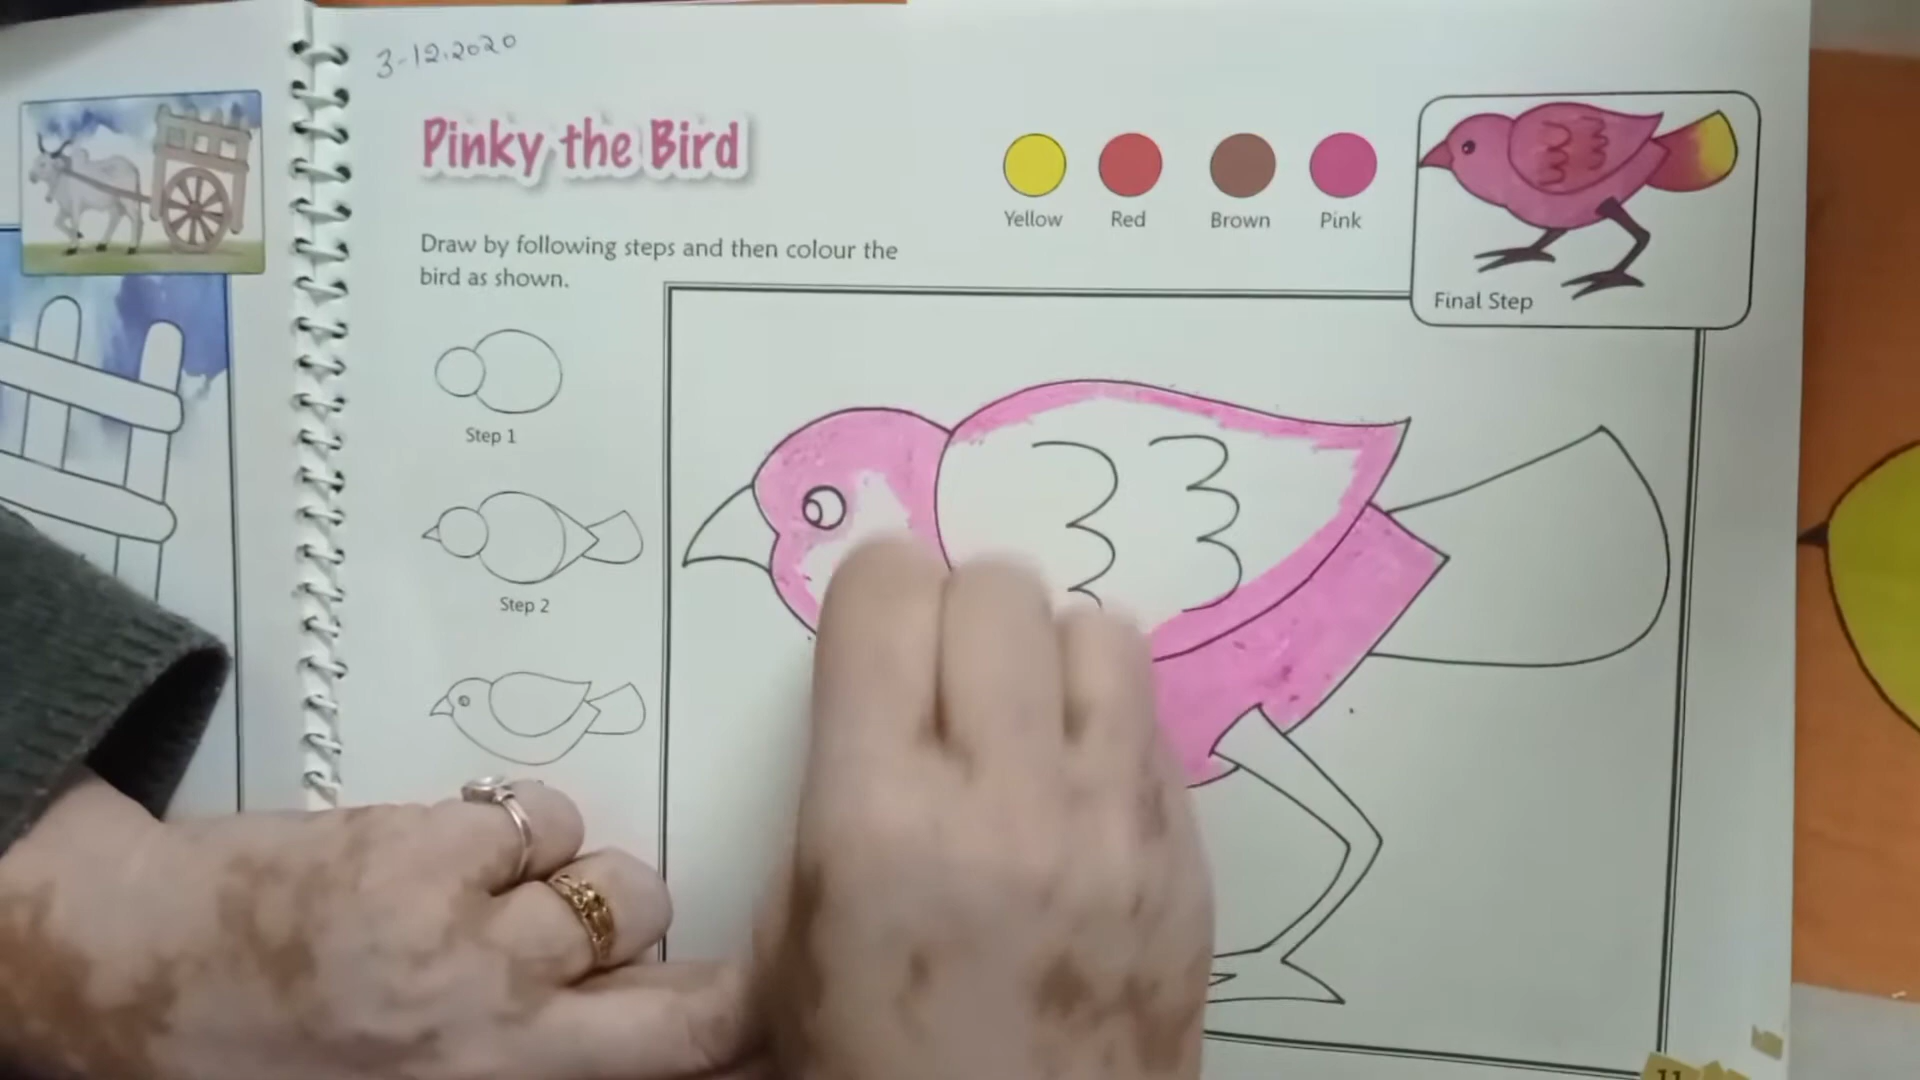 3-12.2020
Pinky the Bird
Yellow
Red
Brown
Pink
Draw by following steps and then colour the
bird as shown.
Final Step
Step 1
Step 2
11